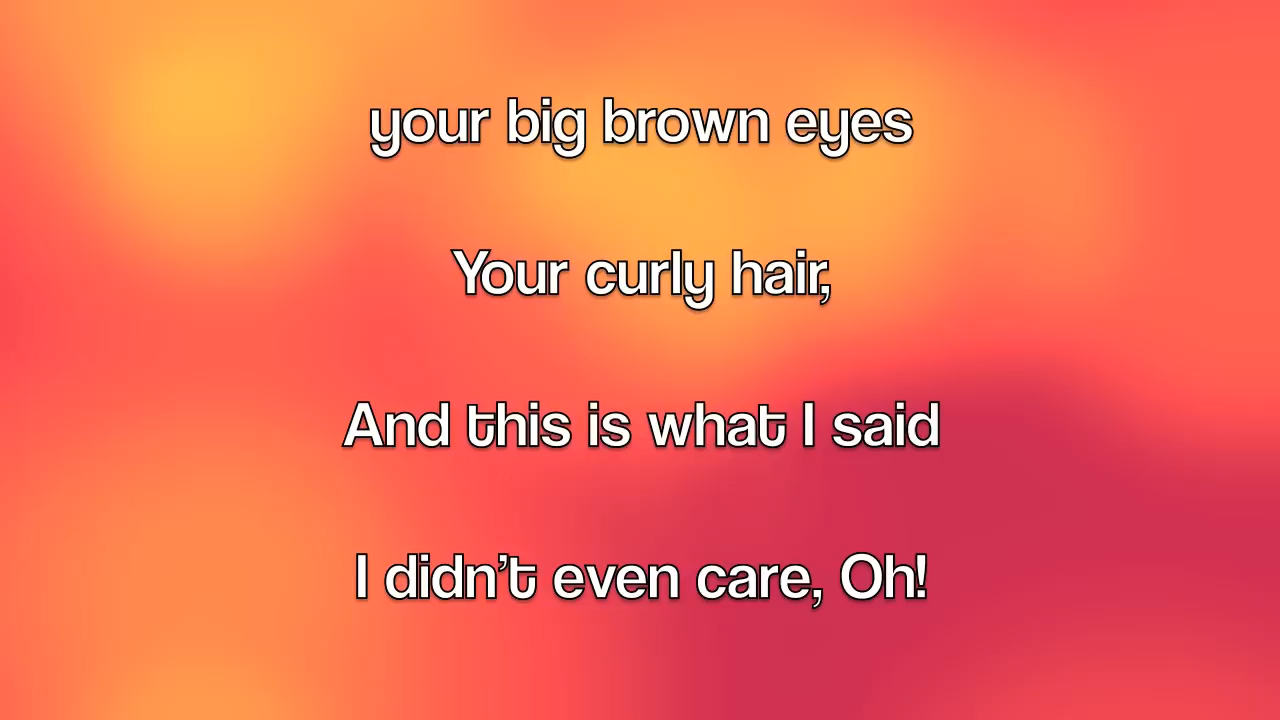 your big brown eyes
Your curly hair,
And this is what I said
I didn’t even care, Oh!